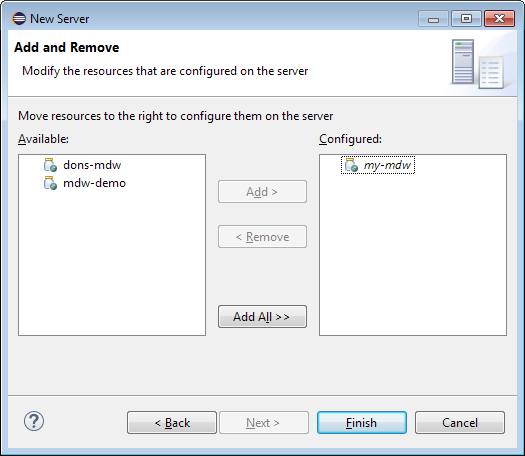 New Server
Add and Remove
Modify the resources that are configured on the server
Move resources to the right to configure them on the server
Available:
Configured:
dons-mdw
mdw-demo
my-mdw
Add >
< Remove
Add All >>
?
< Back
Next >
Finish
Cancel